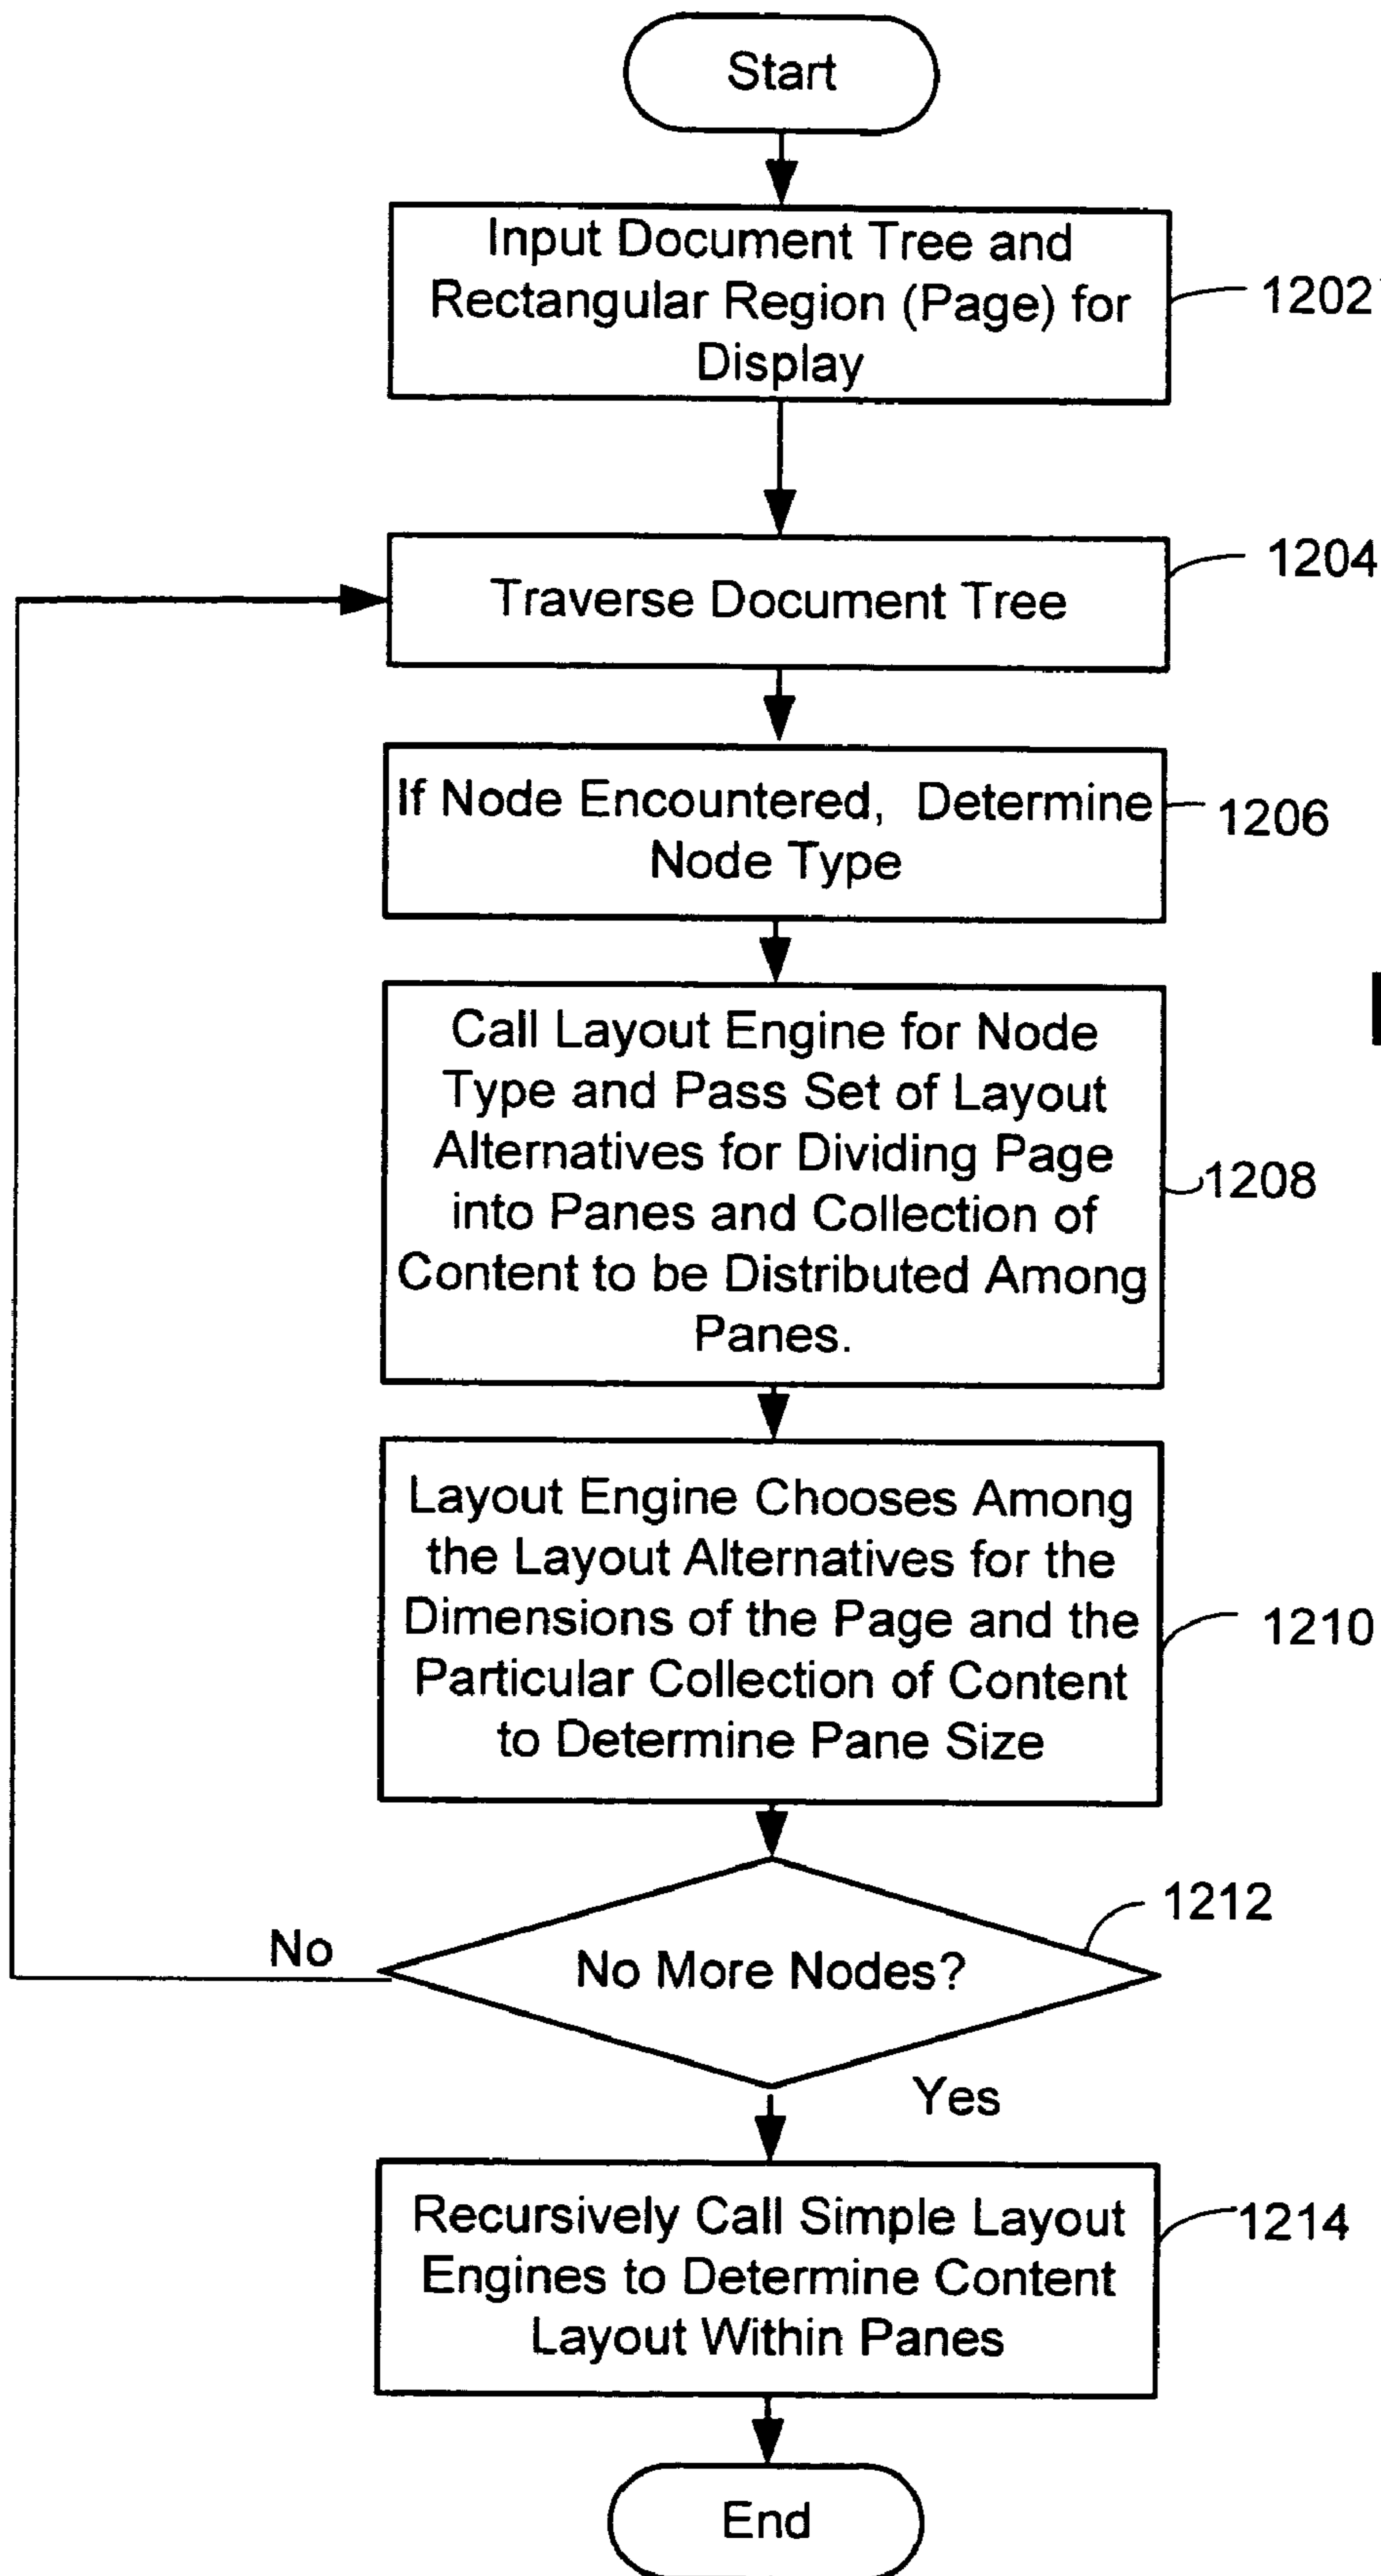 Start
Input Document Tree and
Rectangular Region (Page) for
Display
1202
Traverse Document Tree
1204
If Node Encountered, Determine
Node Type
1206
Call Layout Engine for Node
Type and Pass Set of Layout
Alternatives for Dividing Page
into Panes and Collection of
Content to be Distributed Among
Panes.
1208
Layout Engine Chooses Among
the Layout Alternatives for the
Dimensions of the Page and the
Particular Collection of Content
to Determine Pane Size
1210
No More Nodes?
1212
No
Yes
Recursively Call Simple Layout
Engines to Determine Content
Layout Within Panes
1214
End